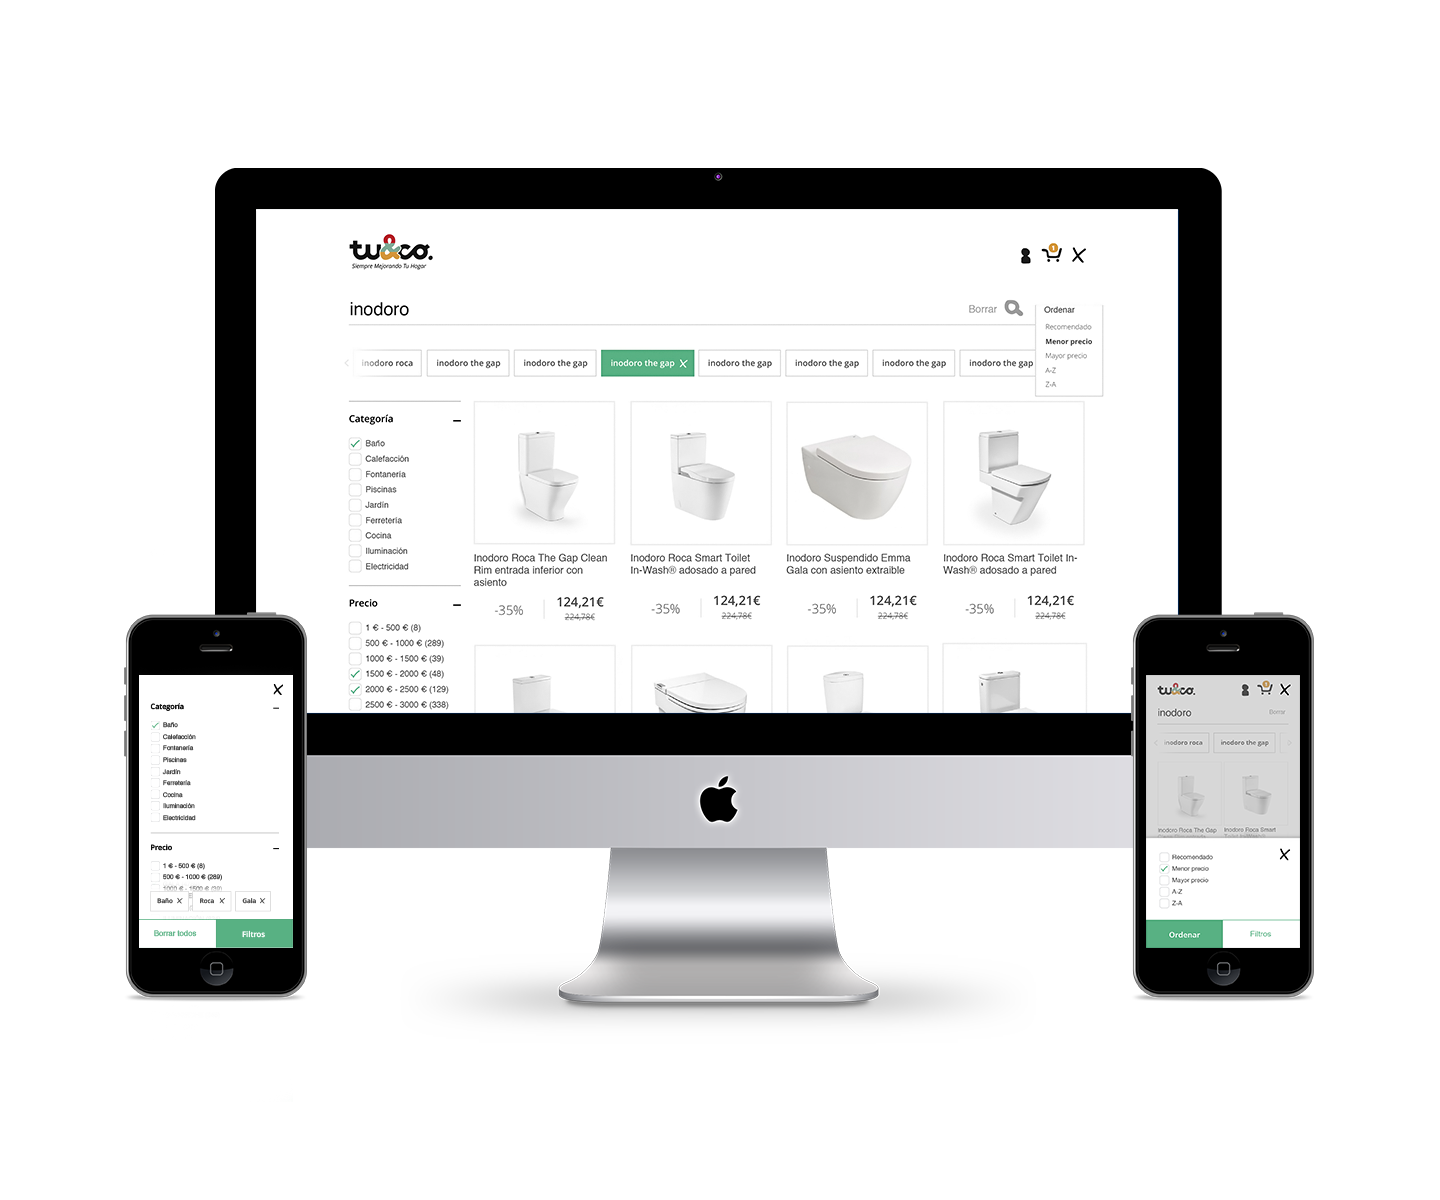 tu&co.
Siempre Mejorando Tu Hogar
1
inodoro
Borrar
Ordenar
Recomendado
Menor precio
Mayor precio
A-Z
Z-A
inodoro roca
inodoro the gap
inodoro the gap
inodoro the gap
inodoro the gap
inodoro the gap
inodoro the gap
inodoro the gap
Categoría
Baño
Calefacción
Fontanería
Piscinas
Jardín
Ferretería
Cocina
Iluminación
Electricidad
Precio
1 € - 500 € (8)
500 € - 1000 € (289)
1000 € - 1500 € (39)
1500 € - 2000 € (48)
2000 € - 2500 € (129)
2500 € - 3000 € (338)
Inodoro Roca The Gap Clean
Rim entrada inferior con
asiento
-35%
124,21€
224,78€
Inodoro Roca Smart Toilet
In-Wash® adosado a pared
-35%
124,21€
224,78€
Inodoro Suspendido Emma
Gala con asiento extraible
-35%
124,21€
224,78€
Inodoro Roca Smart Toilet In-
Wash® adosado a pared
-35%
124,21€
224,78€
Categoría
Baño
Calefacción
Fontanería
Piscinas
Jardín
Ferretería
Cocina
Iluminación
Electricidad
Precio
1 € - 500 € (8)
500 € - 1000 € (289)
1000 € - 1500 € (39)
Baño
Roca
Gala
Borrar todos
Filtros
tu&co.
1
inodoro
Borrar
inodoro roca
inodoro the gap
Inodoro Roca The Gap
Inodoro Roca Smart
Recomendado
Menor precio
Mayor precio
A-Z
Z-A
Ordenar
Filtros